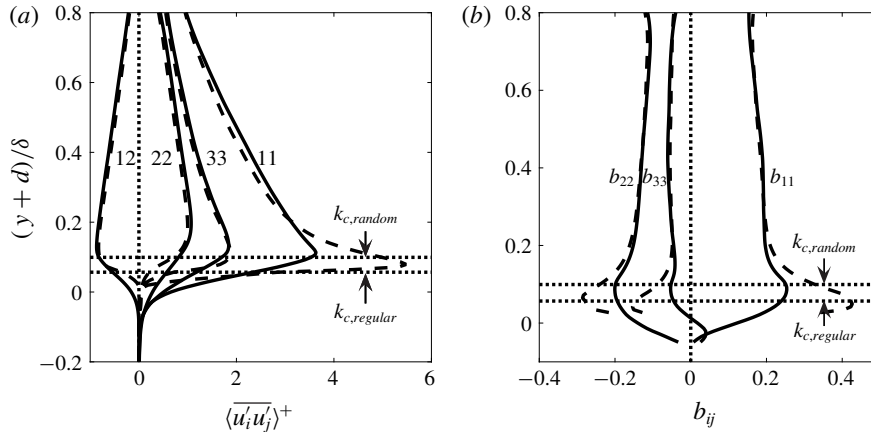 (a)
0.8
0.6
0.4
0.2
0
−0.2
(y + d)/δ
12
22
33
11
k_{c,random}
k_{c,regular}
0
2
4
6
⟨\overline{u'_i u'_j}⟩^+
(b)
0.8
0.6
0.4
0.2
0
−0.2
b_{22}
b_{33}
b_{11}
k_{c,random}
k_{c,regular}
−0.4
−0.2
0
0.2
0.4
b_{ij}